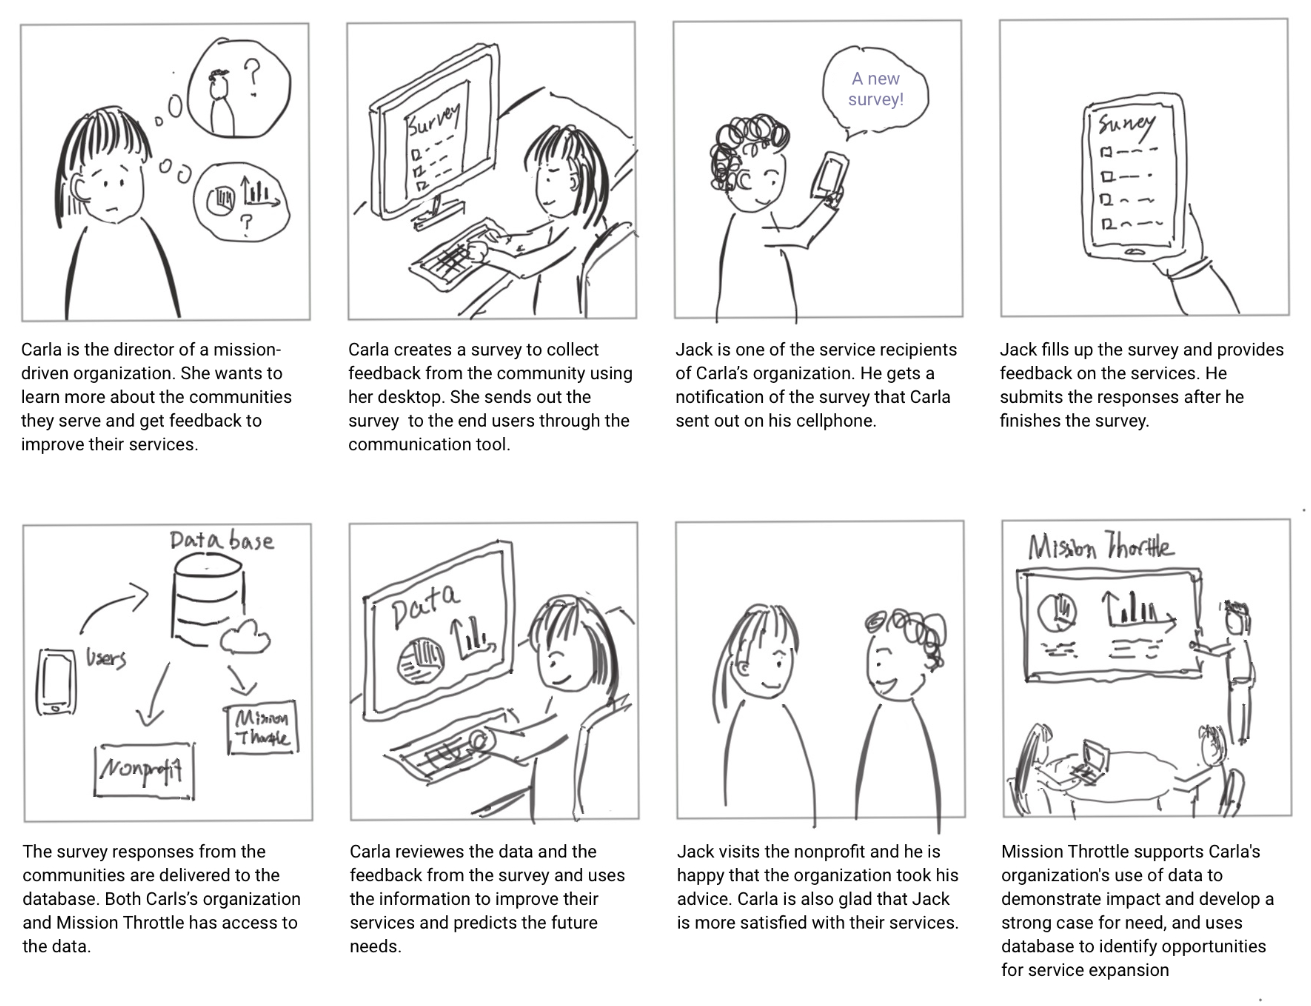 ?
?
Carla is the director of a mission-
driven organization. She wants to
learn more about the communities
they serve and get feedback to
improve their services.
Survey
Carla creates a survey to collect
feedback from the community using
her desktop. She sends out the
survey  to the end users through the
communication tool.
A new
survey!
Jack is one of the service recipients
of Carla’s organization. He gets a
notification of the survey that Carla
sent out on his cellphone.
Survey
Jack fills up the survey and provides
feedback on the services. He
submits the responses after he
finishes the survey.
Database
Users
Mission
Throttle
Nonprofit
The survey responses from the
communities are delivered to the
database. Both Carls’s organization
and Mission Throttle has access to
the data.
Data
Carla reviewes the data and the
feedback from the survey and uses
the information to improve their
services and predicts the future
needs.
Jack visits the nonprofit and he is
happy that the organization took his
advice. Carla is also glad that Jack
is more satisfied with their services.
Mission Thorttle
Mission Throttle supports Carla's
organization's use of data to
demonstrate impact and develop a
strong case for need, and uses
database to identify opportunities
for service expansion